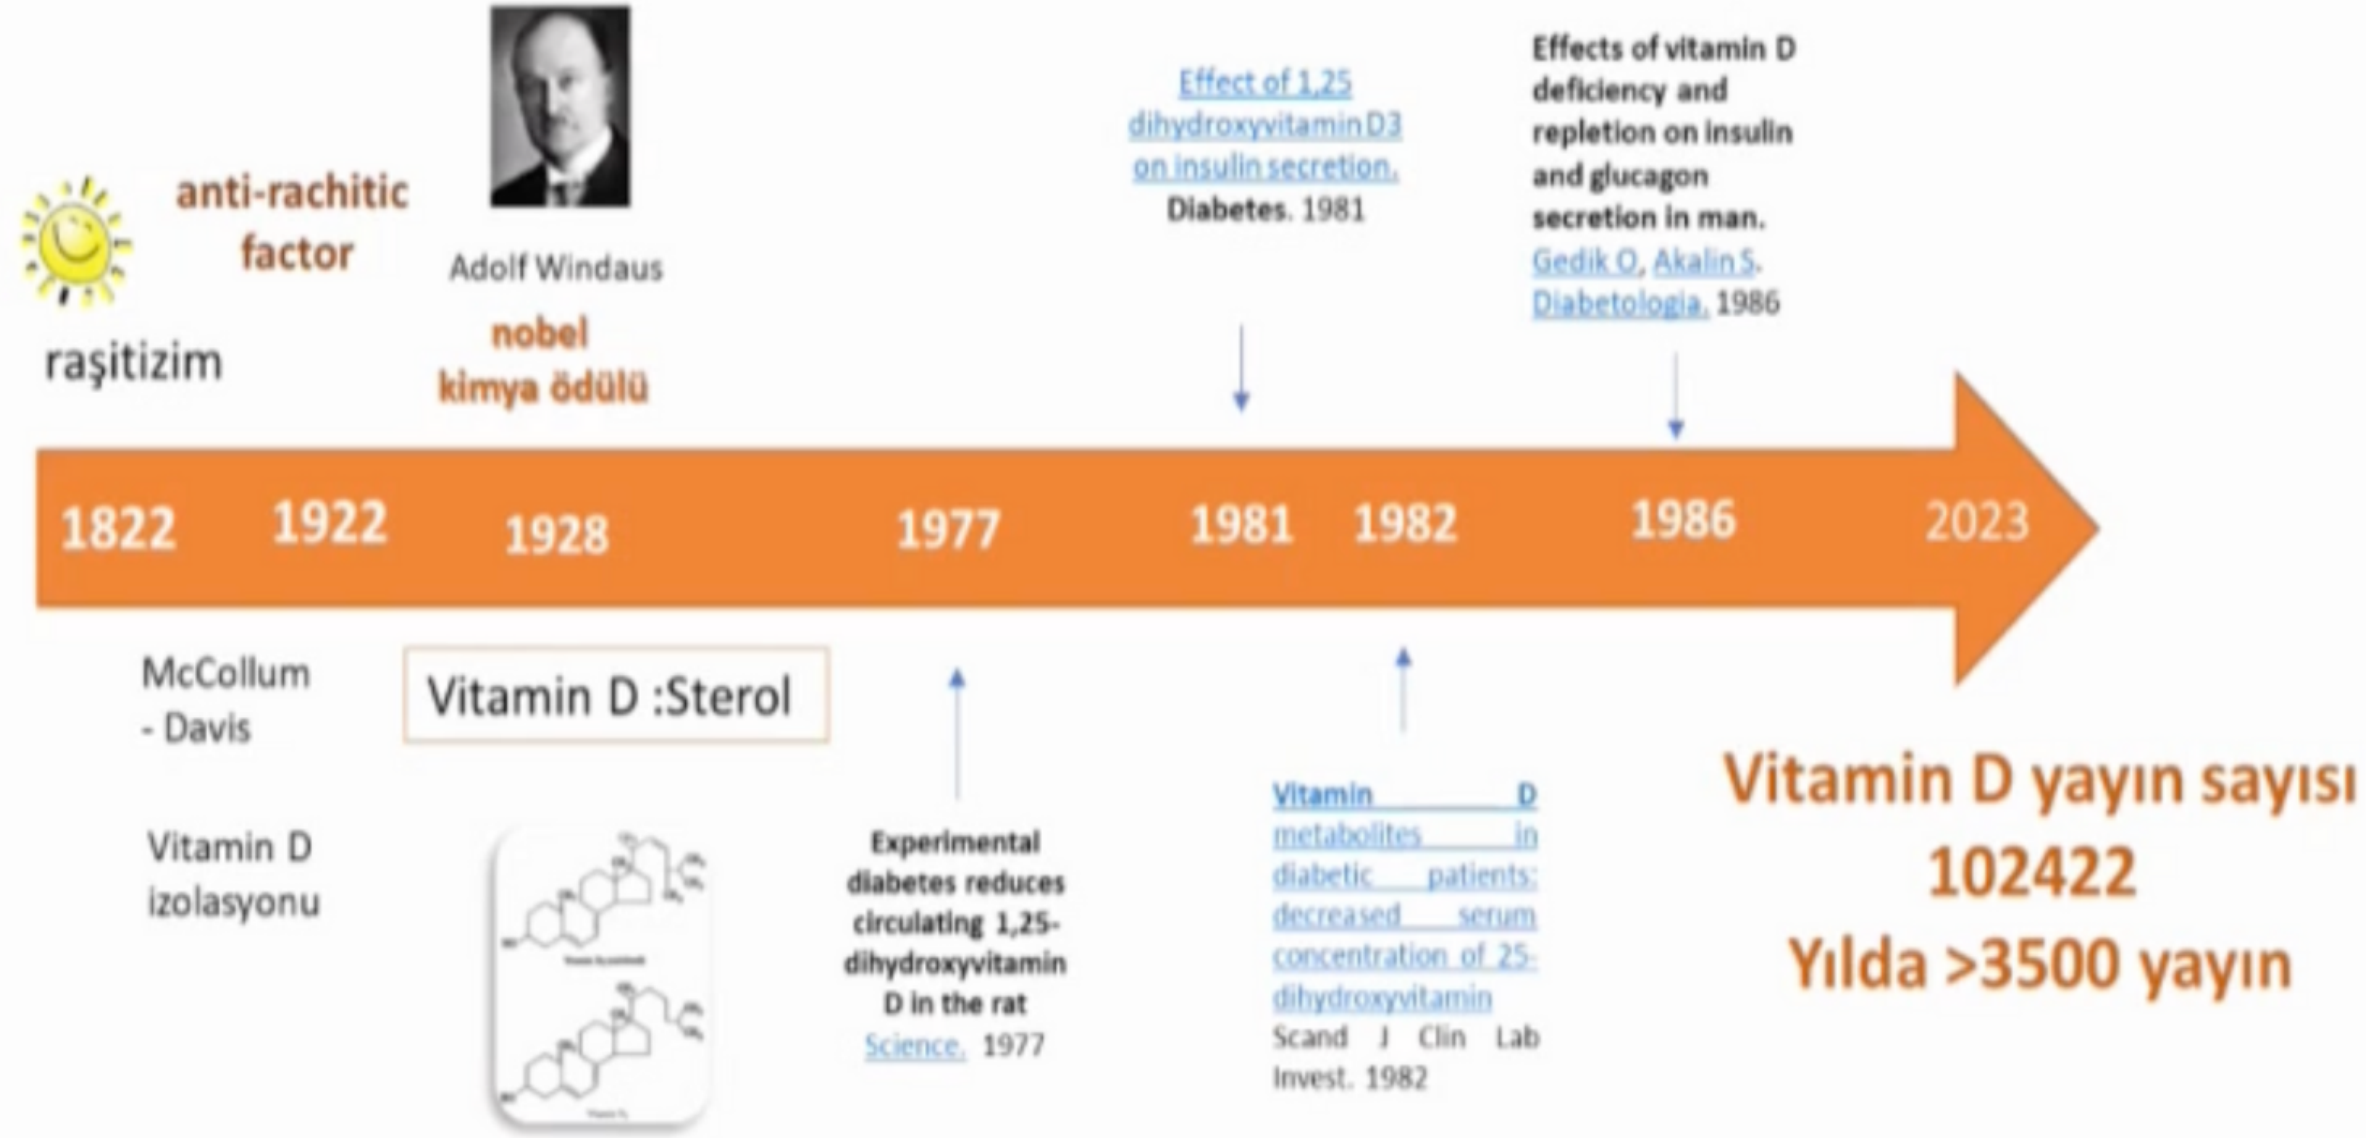 anti-rachitic
factor
raşitizim
Adolf Windaus
nobel
kimya ödülü
Effect of 1,25
dihydroxyvitamin D3
on insulin secretion.
Diabetes. 1981
Effects of vitamin D
deficiency and
repletion on insulin
and glucagon
secretion in man.
Gedik O, Akalin S.
Diabetologia. 1986
1822
1922
1928
1977
1981
1982
1986
2023
McCollum
- Davis
Vitamin D
izolasyonu
Vitamin D :Sterol
Experimental
diabetes reduces
circulating 1,25-
dihydroxyvitamin
D in the rat
Science. 1977
Vitamin D
metabolites in
diabetic patients:
decreased serum
concentration of 25-
dihydroxyvitamin
Scand J Clin Lab
Invest. 1982
Vitamin D yayın sayısı
102422
Yılda >3500 yayın